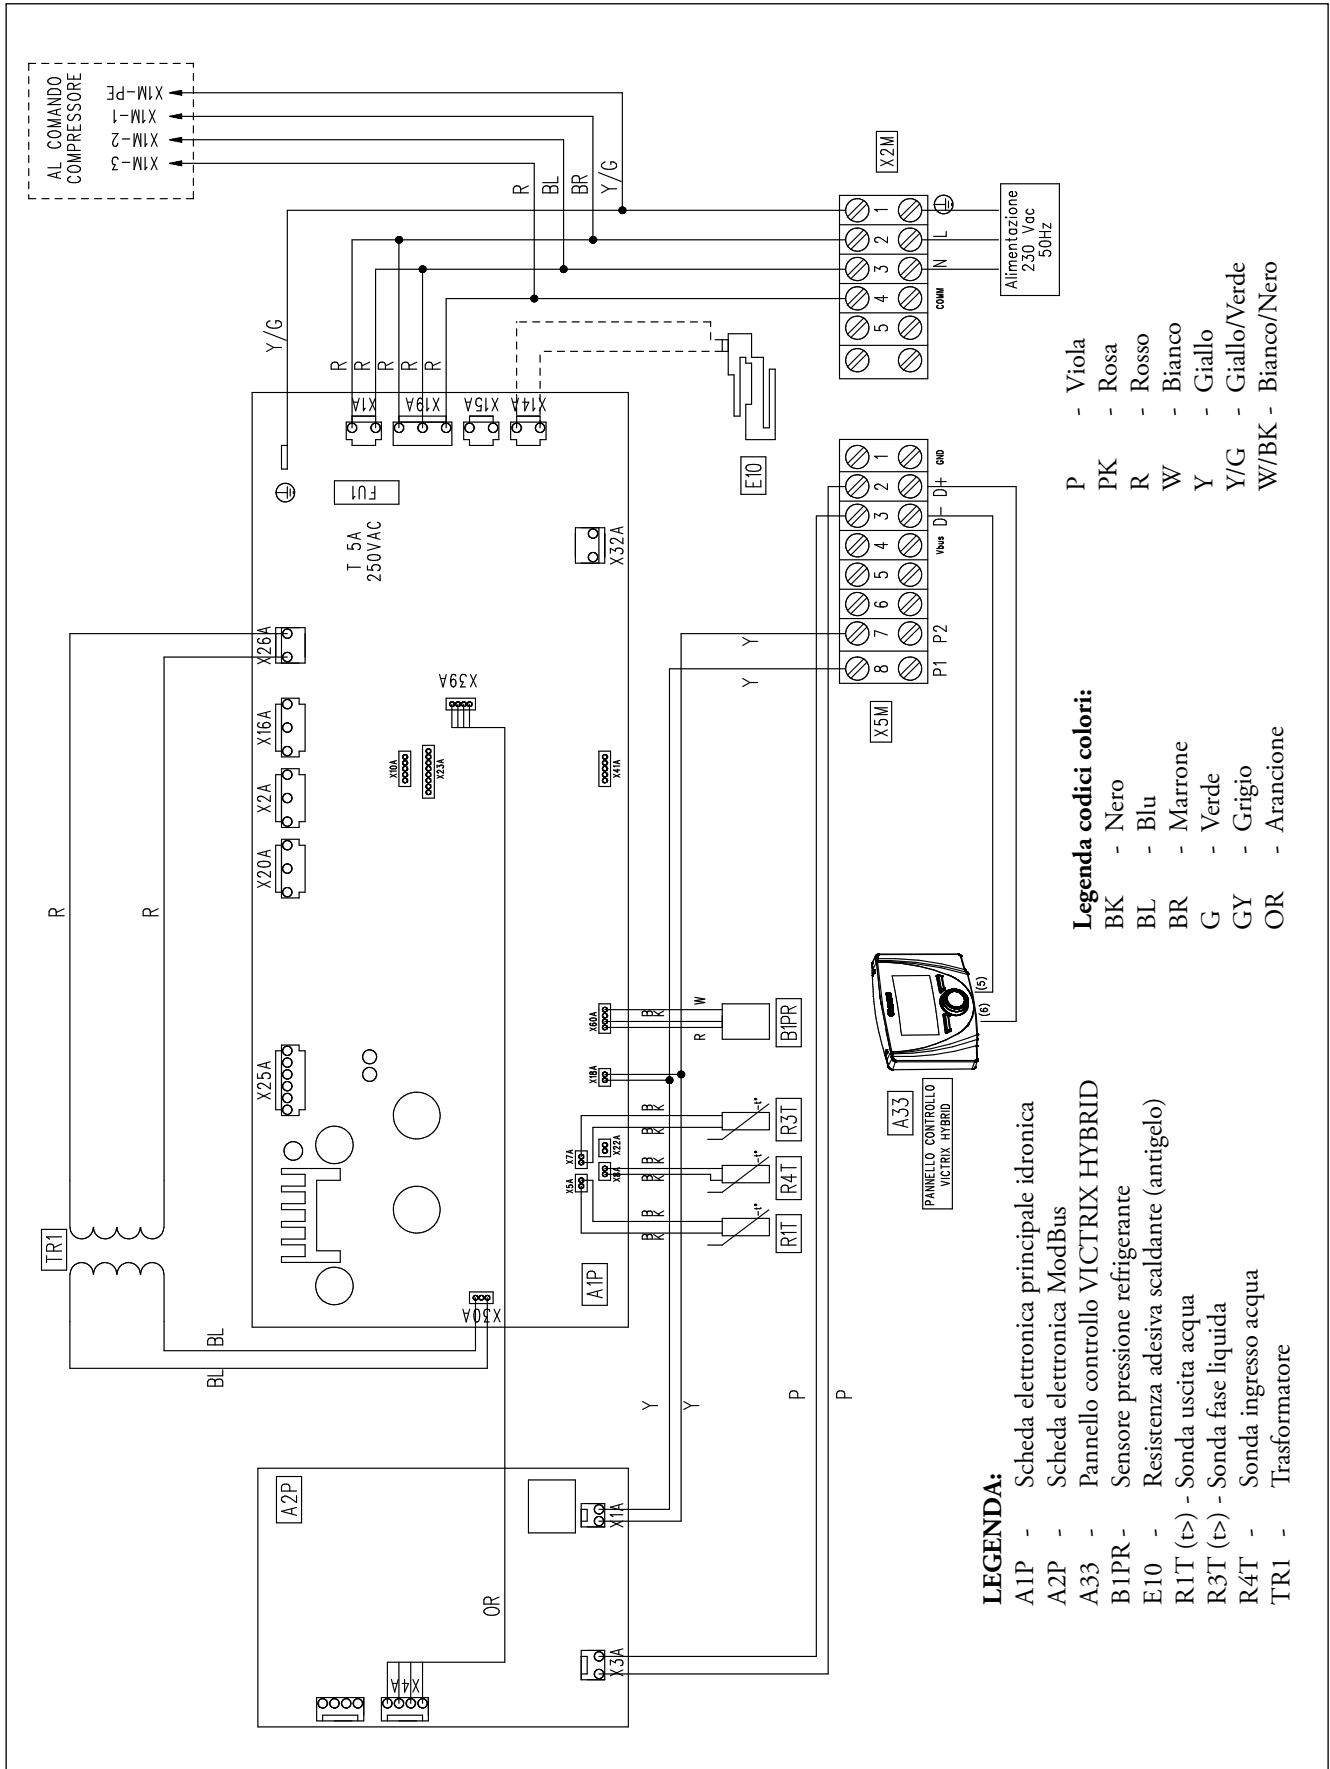 AL COMANDO
COMPRESSORE
X1M-PE
X1M-1
X1M-2
X1M-3
R
BL
BR
Y/G
Y/G
R
R
R
R
R
X1A
X19A
X15A
X14A
FU1
T 5A
250VAC
X32A
X26A
X16A
X2A
X20A
X25A
X10A
X23A
X39A
X41A
X60A
X18A
X7A
X5A
X22A
X8A
X30A
A1P
TR1
R
R
BL
BL
A2P
X1A
X3A
X4A
OR
Y
Y
P
P
Y
Y
R
BK
W
B1PR
BK
BK
R3T
-t°
BK
BK
R4T
-t°
BK
BK
R1T
-t°
E10
X2M
1
2
3
4
5
L
N
COMM
Alimentazione
230 Vac
50Hz
X5M
1
2
3
4
5
6
7
8
GND
D+
D-
Vbus
P2
P1
A33
PANNELLO CONTROLLO
VICTRIX HYBRID
(6)
(5)
LEGENDA:
A1P - Scheda elettronica principale idronica
A2P - Scheda elettronica ModBus
A33 - Pannello controllo VICTRIX HYBRID
B1PR - Sensore pressione refrigerante
E10 - Resistenza adesiva scaldante (antigelo)
R1T (t>) - Sonda uscita acqua
R3T (t>) - Sonda fase liquida
R4T - Sonda ingresso acqua
TR1 - Trasformatore
Legenda codici colori:
BK - Nero
BL - Blu
BR - Marrone
G - Verde
GY - Grigio
OR - Arancione
P - Viola
PK - Rosa
R - Rosso
W - Bianco
Y - Giallo
Y/G - Giallo/Verde
W/BK - Bianco/Nero